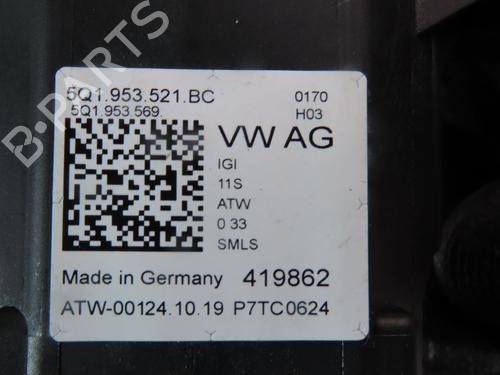 5Q1.953.521.BC 0170
5Q1.953.569. H03
VW AG
IGI
11S
ATW
0 33
SMLS
Made in Germany 419862
ATW-00124.10.19 P7TC0624
B-PARTS